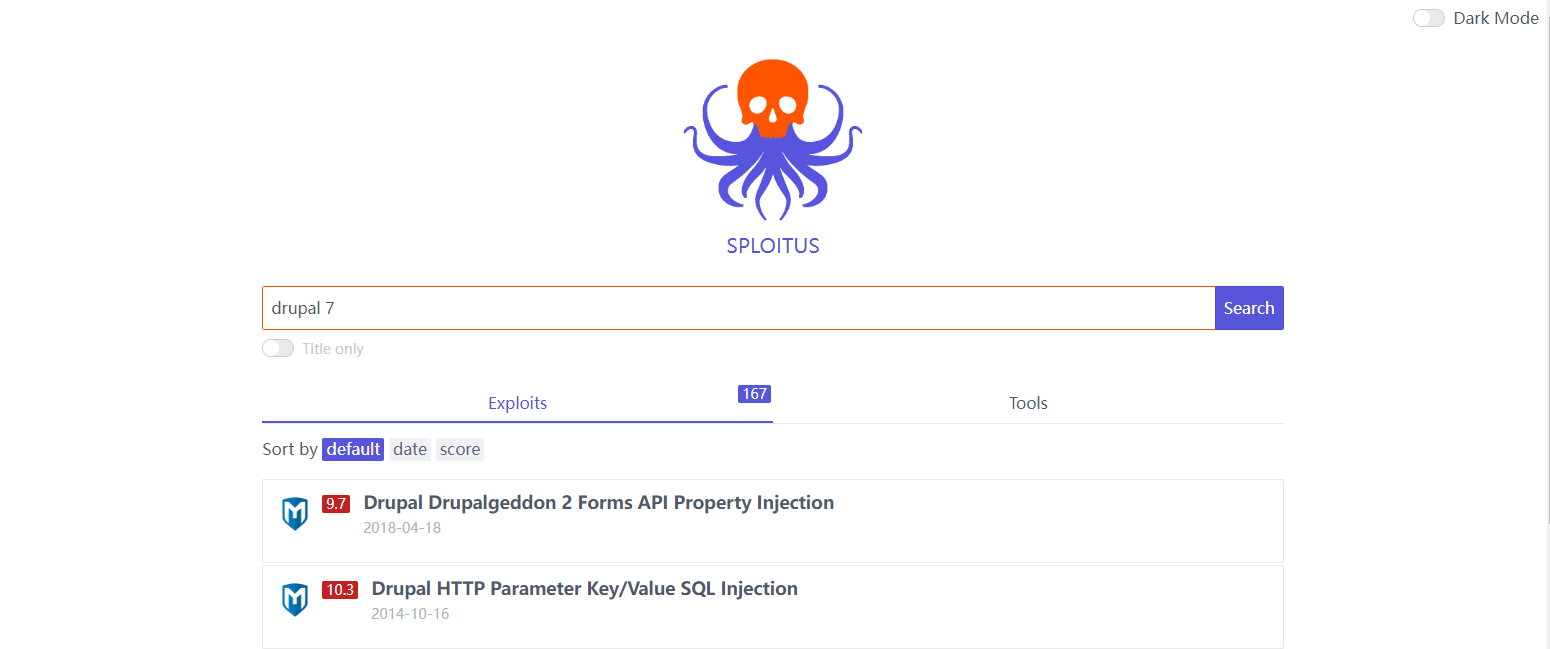 Dark Mode
SPLOITUS
drupal 7
Search
Title only
Exploits
167
Tools
Sort by default date score
9.7 Drupal Drupalgeddon 2 Forms API Property Injection
2018-04-18
10.3 Drupal HTTP Parameter Key/Value SQL Injection
2014-10-16